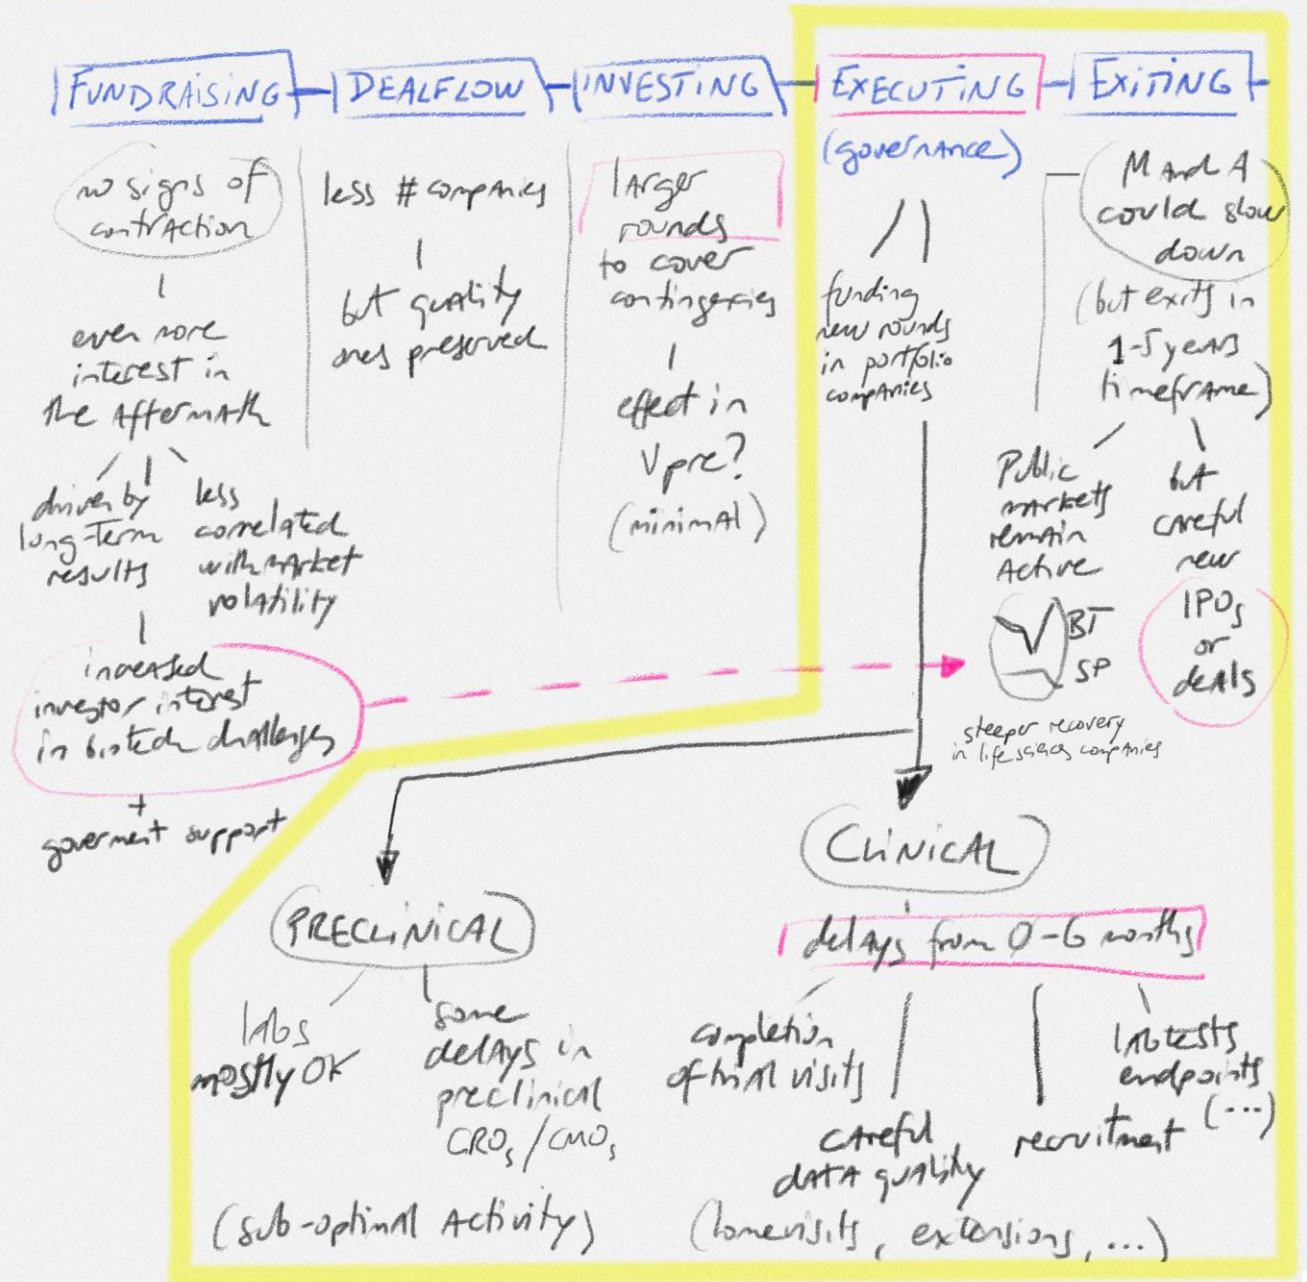 FUNDRAISING
DEALFLOW
INVESTING
EXECUTING
EXITING
no signs of
contraction
even more
interest in
the aftermath
driven by
long-term
results
less
correlated
with market
volatility
increased
investor interest
in biotech challenges
+
goverment support
less # companies
but quality
ones preserved
larger
rounds
to cover
contingencies
effect in
Vpre?
(minimal)
(governance)
funding
new rounds
in portfolio
companies
M and A
could slow
down
(but exits in
1-5 years
timeframe)
Public
markets
remain
active
BT
SP
steeper recovery
in life sciences companies
but
careful
new
IPOs
or
deals
PRECLINICAL
labs
mostly OK
some
delays in
preclinical
CROs/CMOs
(sub-optimal activity)
CLINICAL
delays from 0-6 months
completion
of trial visits
careful
data quality
recruitment
lab tests
endpoints
(...)
(homevisits, extensions, ...)